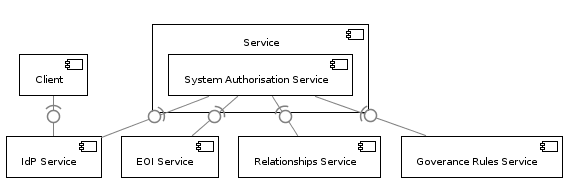 Service
Client
System Authorisation Service
IdP Service
EOI Service
Relationships Service
Goverance Rules Service